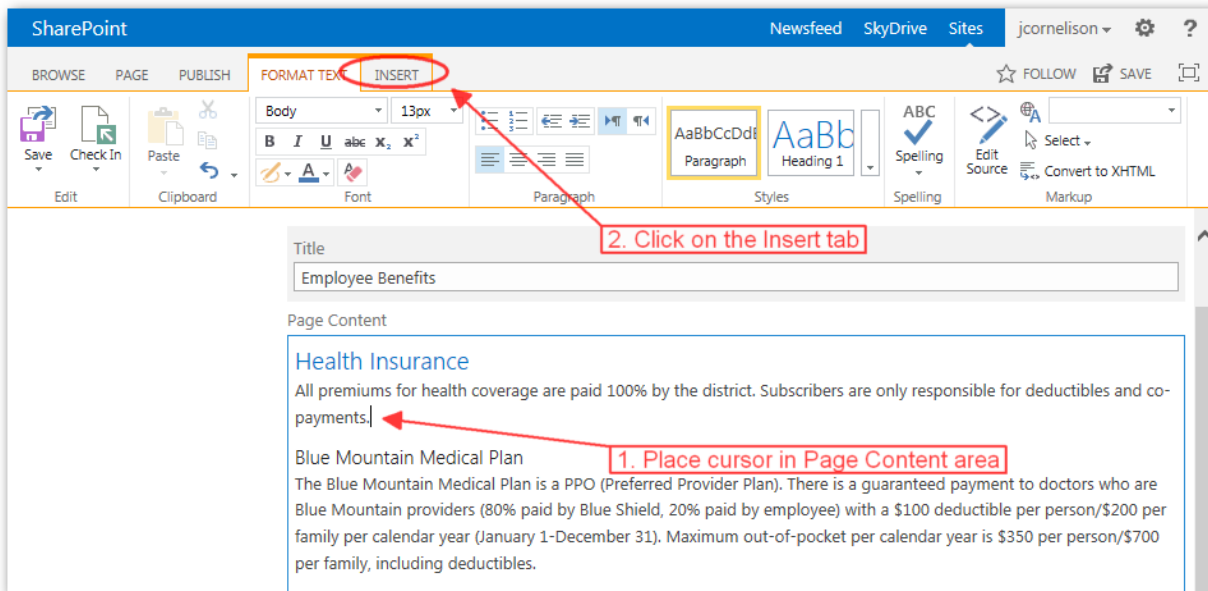 SharePoint Newsfeed SkyDrive Sites jcornelison ?
BROWSE PAGE PUBLISH FORMAT TEXT INSERT FOLLOW SAVE
Body 13px
B I U abc x₂ x²
A
Save Check In Paste
AaBbCcDdE AaBb
Paragraph Heading 1
ABC
Spelling
Edit Source
A
Select
Convert to XHTML
Edit Clipboard Font Paragraph Styles Spelling Markup
2. Click on the Insert tab
Title
Employee Benefits
Page Content
Health Insurance
All premiums for health coverage are paid 100% by the district. Subscribers are only responsible for deductibles and co-
payments.
1. Place cursor in Page Content area
Blue Mountain Medical Plan
The Blue Mountain Medical Plan is a PPO (Preferred Provider Plan). There is a guaranteed payment to doctors who are
Blue Mountain providers (80% paid by Blue Shield, 20% paid by employee) with a $100 deductible per person/$200 per
family per calendar year (January 1-December 31). Maximum out-of-pocket per calendar year is $350 per person/$700
per family, including deductibles.